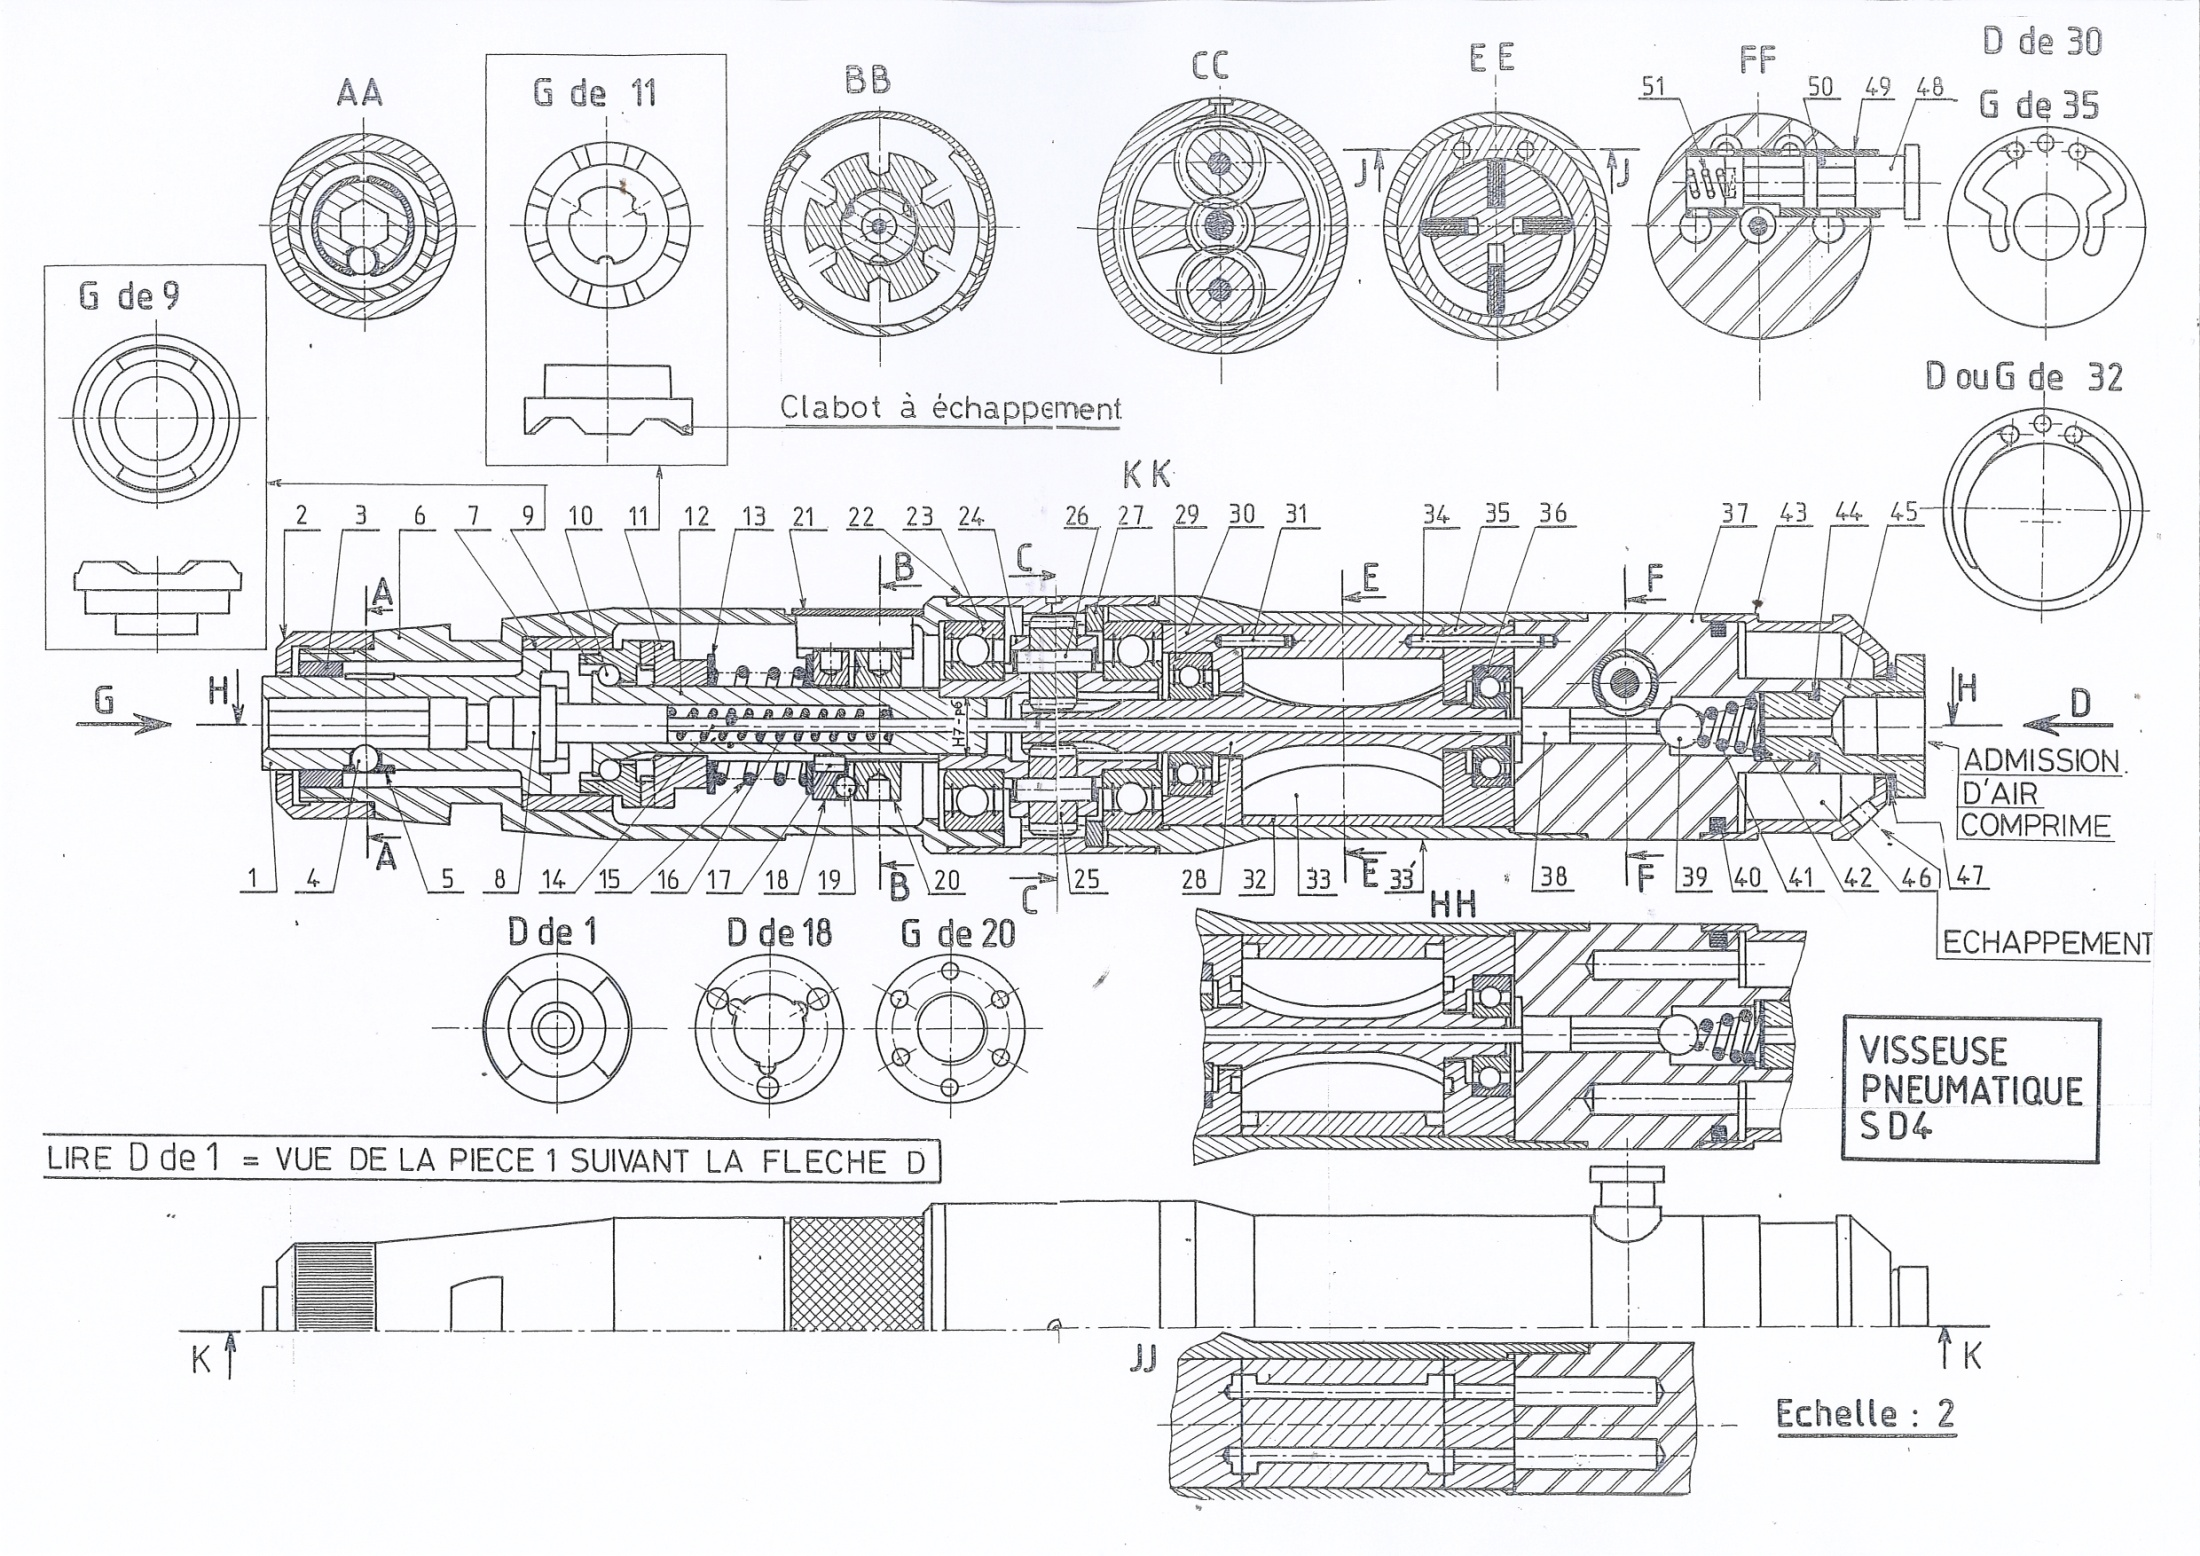 AA
G de 11
BB
CC
E E
FF
D de 30
G de 35
51 50 49 48
J J
G de 9
Clabot à échappement
D ou G de 32
KK
2 3 6 7 9 10 11 12 13 21 22 23 24 26 27 29 30 31 34 35 36 37 43 44 45
A B C E F
G H H D
H7-p6
ADMISSION
D'AIR
COMPRIME
A B C E F
1 4 5 8 14 15 16 17 18 19 20 25 28 32 33 33' 38 39 40 41 42 46 47
HH
ECHAPPEMENT
D de 1
D de 18
G de 20
VISSEUSE
PNEUMATIQUE
SD4
LIRE D de 1 = VUE DE LA PIECE 1 SUIVANT LA FLECHE D
K K
JJ
Echelle : 2